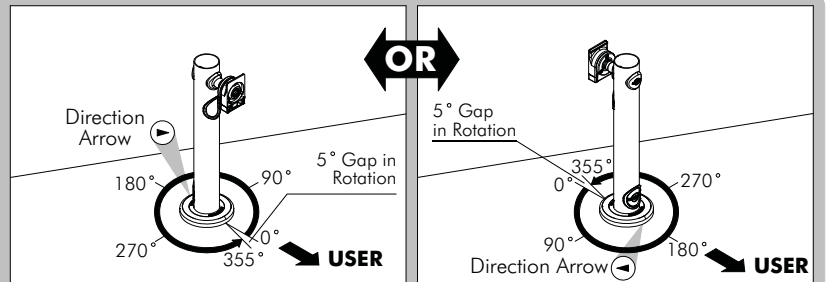 OR
Direction
Arrow
5° Gap in
Rotation
180°
90°
270°
0°
355°
USER
5° Gap
in Rotation
355°
0°
270°
90°
180°
Direction Arrow
USER